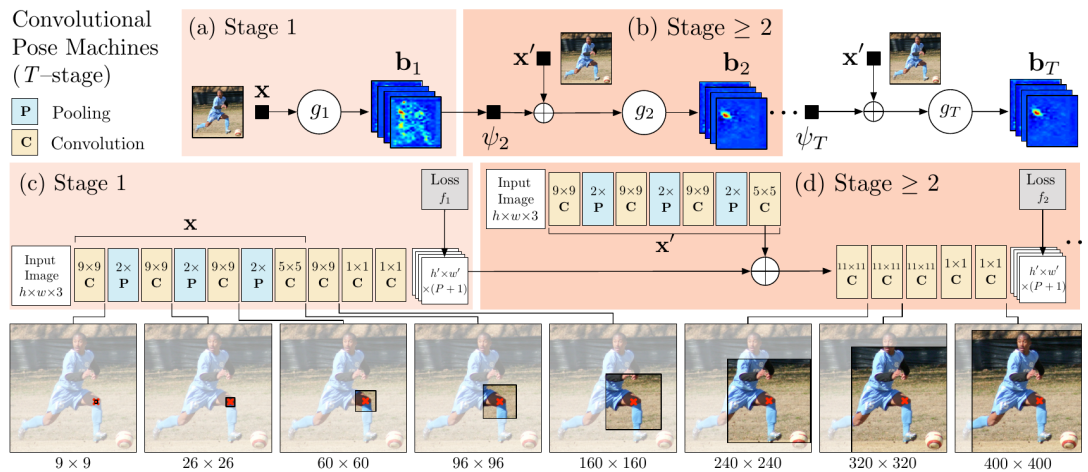 Convolutional
Pose Machines
(T–stage)
P Pooling
C Convolution
(a) Stage 1
x
g₁
b₁
(b) Stage ≥ 2
x′
ψ₂
g₂
b₂
x′
ψ_T
g_T
b_T
(c) Stage 1
Loss
f₁
x
Input
Image
h×w×3
9×9
C
2×
P
9×9
C
2×
P
9×9
C
2×
P
5×5
C
9×9
C
1×1
C
1×1
C
h′×w′
×(P+1)
(d) Stage ≥ 2
Input
Image
h×w×3
9×9
C
2×
P
9×9
C
2×
P
9×9
C
2×
P
5×5
C
x′
Loss
f₂
11×11
C
11×11
C
11×11
C
1×1
C
1×1
C
h′×w′
×(P+1)
9 × 9
26 × 26
60 × 60
96 × 96
160 × 160
240 × 240
320 × 320
400 × 400